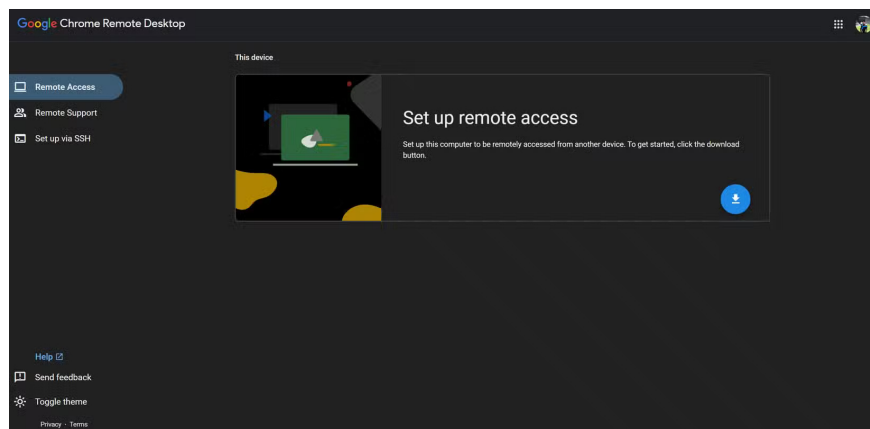 Google Chrome Remote Desktop
This device
Remote Access
Remote Support
Set up via SSH
Set up remote access
Set up this computer to be remotely accessed from another device. To get started, click the download
button.
Help
Send feedback
Toggle theme
Privacy · Terms